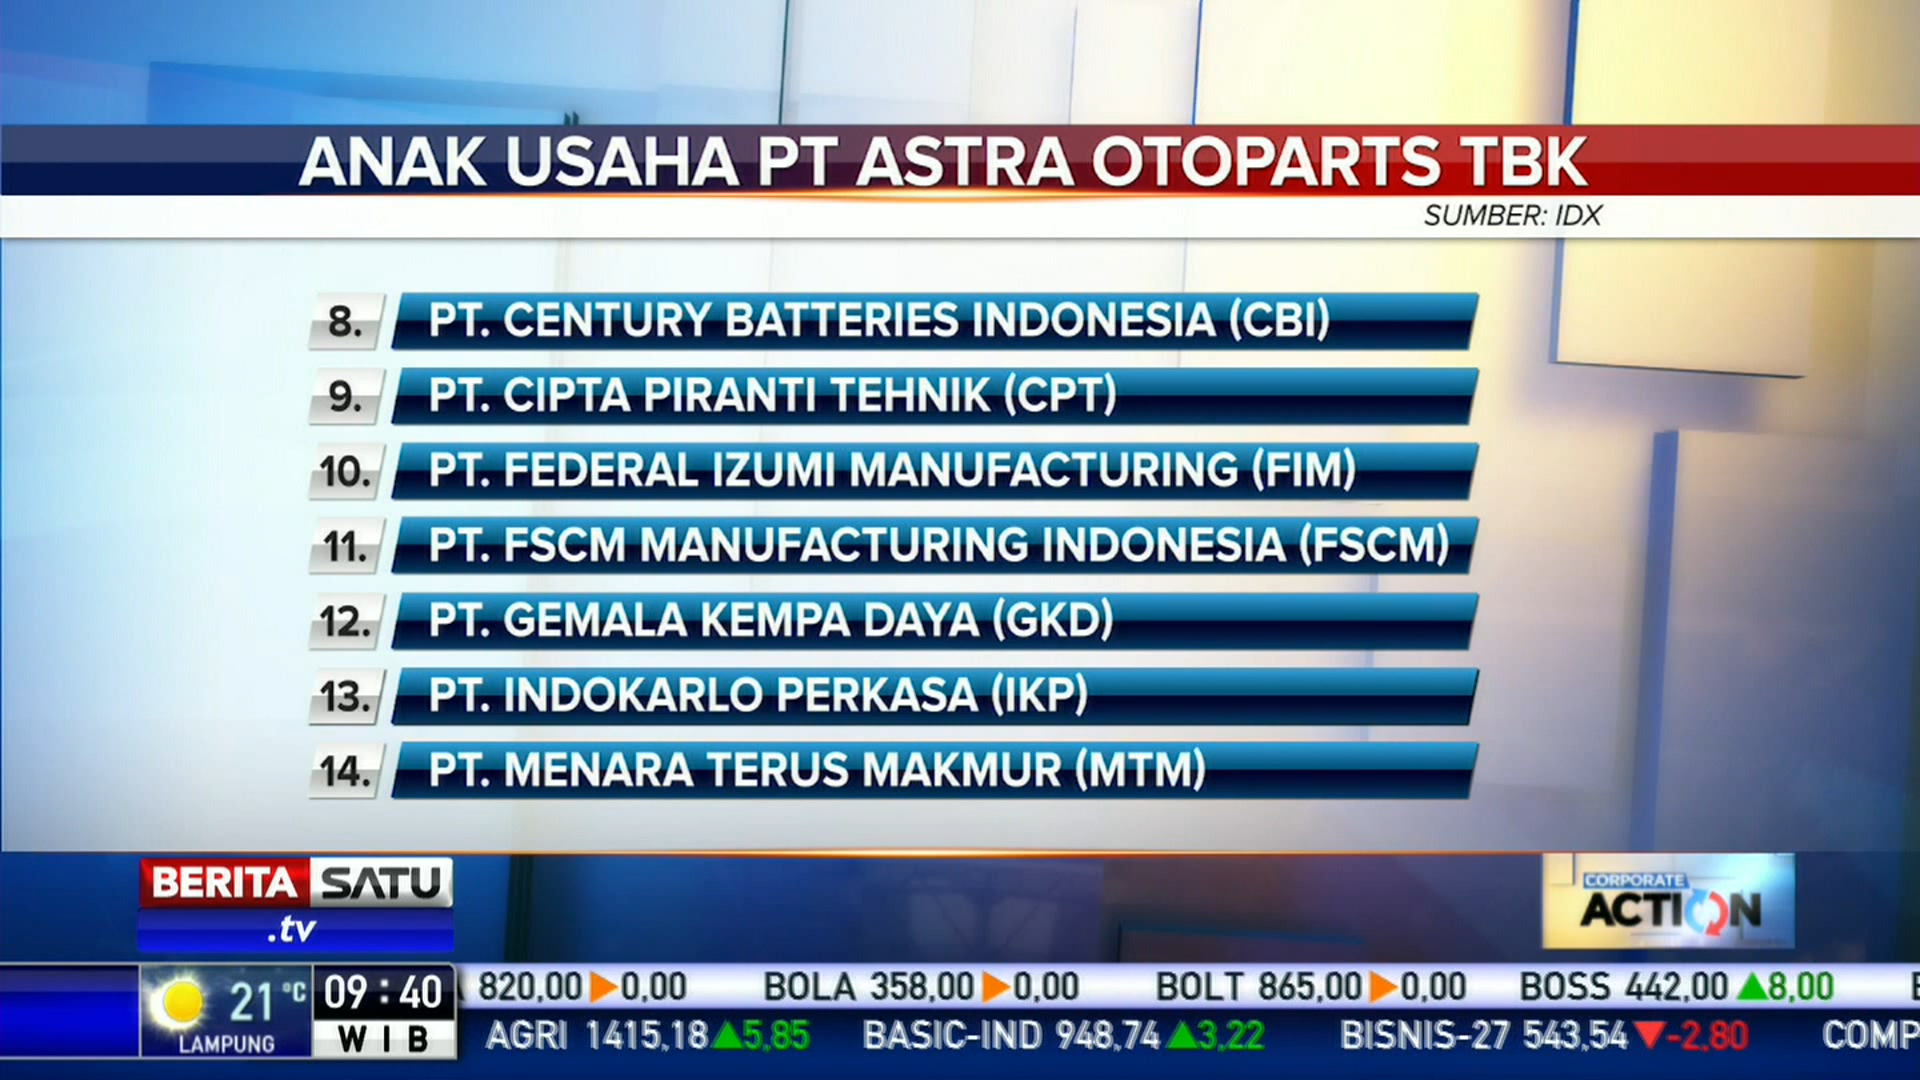 ANAK USAHA PT ASTRA OTOPARTS TBK
SUMBER: IDX
8. PT. CENTURY BATTERIES INDONESIA (CBI)
9. PT. CIPTA PIRANTI TEHNIK (CPT)
10. PT. FEDERAL IZUMI MANUFACTURING (FIM)
11. PT. FSCM MANUFACTURING INDONESIA (FSCM)
12. PT. GEMALA KEMPA DAYA (GKD)
13. PT. INDOKARLO PERKASA (IKP)
14. PT. MENARA TERUS MAKMUR (MTM)
BERITA SATU
.tv
CORPORATE
ACTION
21 °C
LAMPUNG
09:40
WIB
820,00 0,00 BOLA 358,00 0,00 BOLT 865,00 0,00 BOSS 442,00 8,00
AGRI 1415,18 5,85 BASIC-IND 948,74 3,22 BISNIS-27 543,54 -2,80 COMP